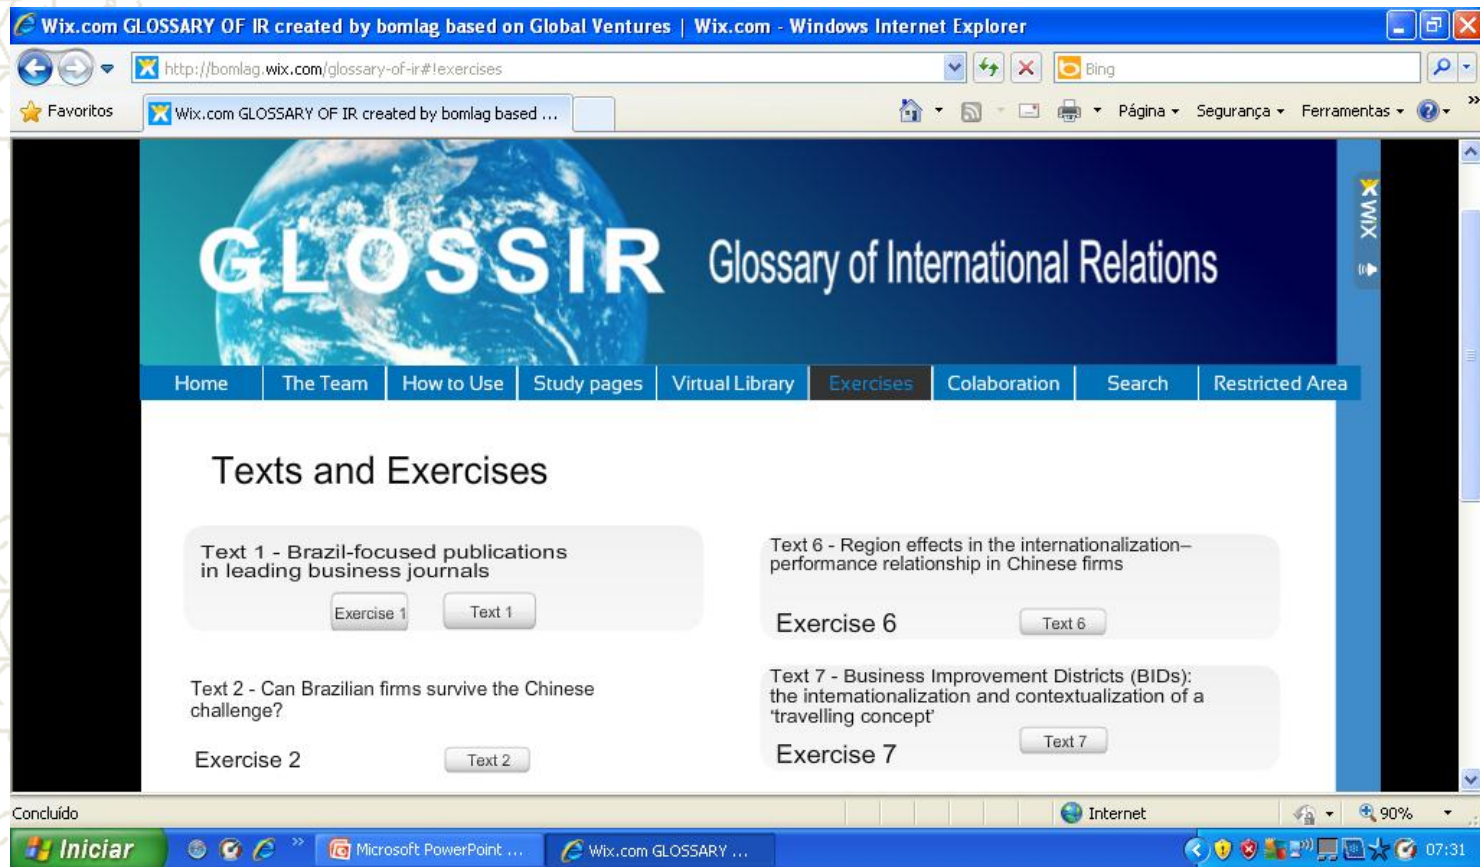 Wix.com GLOSSARY OF IR created by bomlag based on Global Ventures | Wix.com - Windows Internet Explorer
http://bomlag.wix.com/glossary-of-ir#!exercises
Bing
Favoritos
Wix.com GLOSSARY OF IR created by bomlag based ...
Página
Segurança
Ferramentas
WiX
GLOSSIR Glossary of International Relations
Home The Team How to Use Study pages Virtual Library Exercises Colaboration Search Restricted Area
Texts and Exercises
Text 1 - Brazil-focused publications
in leading business journals
Exercise 1 Text 1
Text 2 - Can Brazilian firms survive the Chinese
challenge?
Exercise 2 Text 2
Text 6 - Region effects in the internationalization–
performance relationship in Chinese firms
Exercise 6 Text 6
Text 7 - Business Improvement Districts (BIDs):
the internationalization and contextualization of a
‘travelling concept’
Exercise 7 Text 7
Concluído Internet 90%
Iniciar Microsoft PowerPoint ... Wix.com GLOSSARY ... 07:31